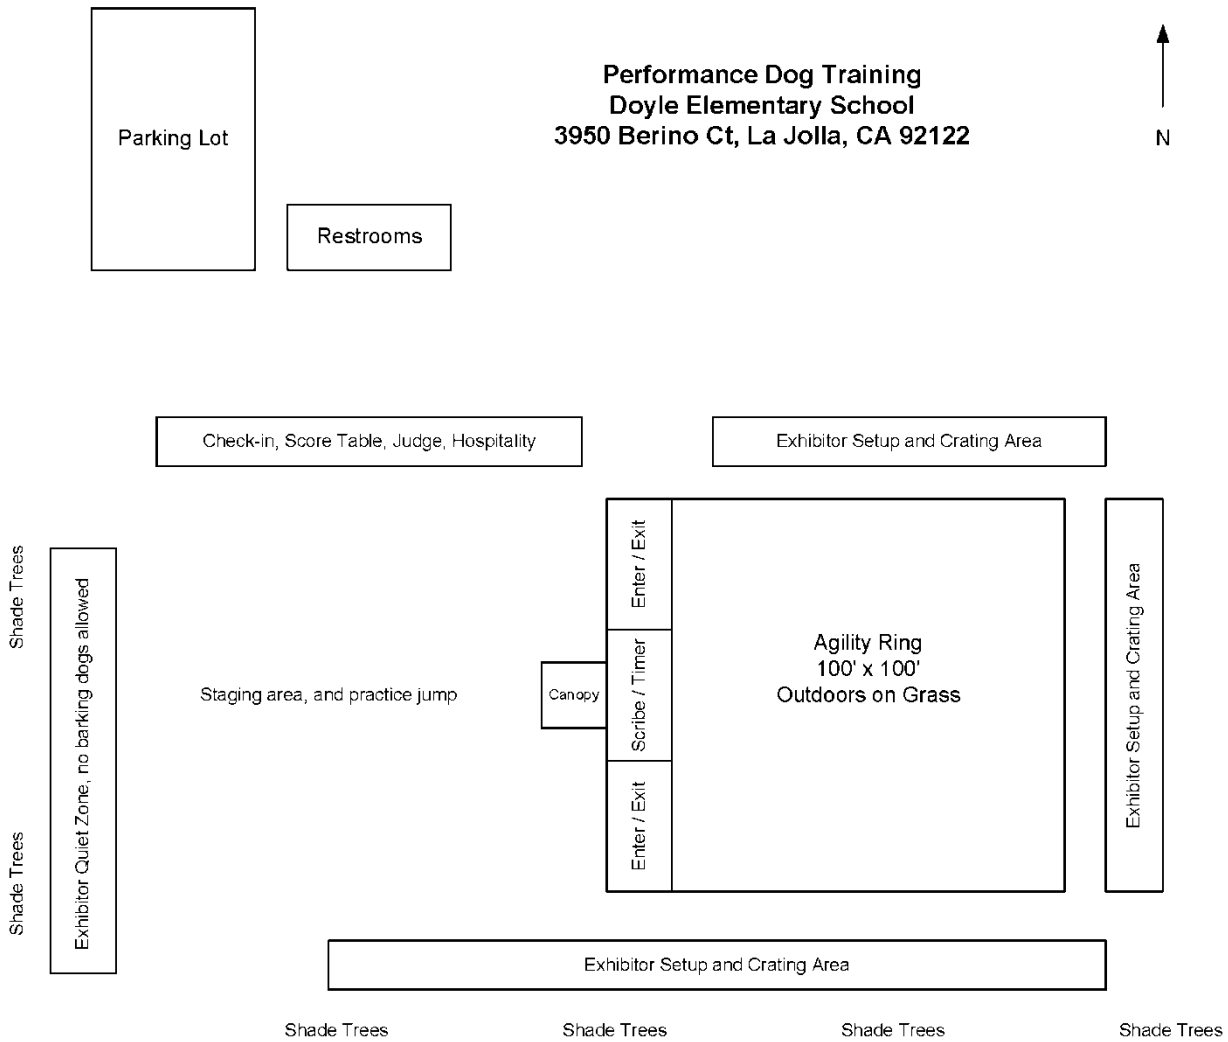 Performance Dog Training
Doyle Elementary School
3950 Berino Ct, La Jolla, CA 92122
N
Parking Lot
Restrooms
Check-in, Score Table, Judge, Hospitality
Exhibitor Setup and Crating Area
Shade Trees
Shade Trees
Exhibitor Quiet Zone, no barking dogs allowed
Staging area, and practice jump
Canopy
Enter / Exit
Scribe / Timer
Enter / Exit
Agility Ring
100' x 100'
Outdoors on Grass
Exhibitor Setup and Crating Area
Exhibitor Setup and Crating Area
Shade Trees
Shade Trees
Shade Trees
Shade Trees